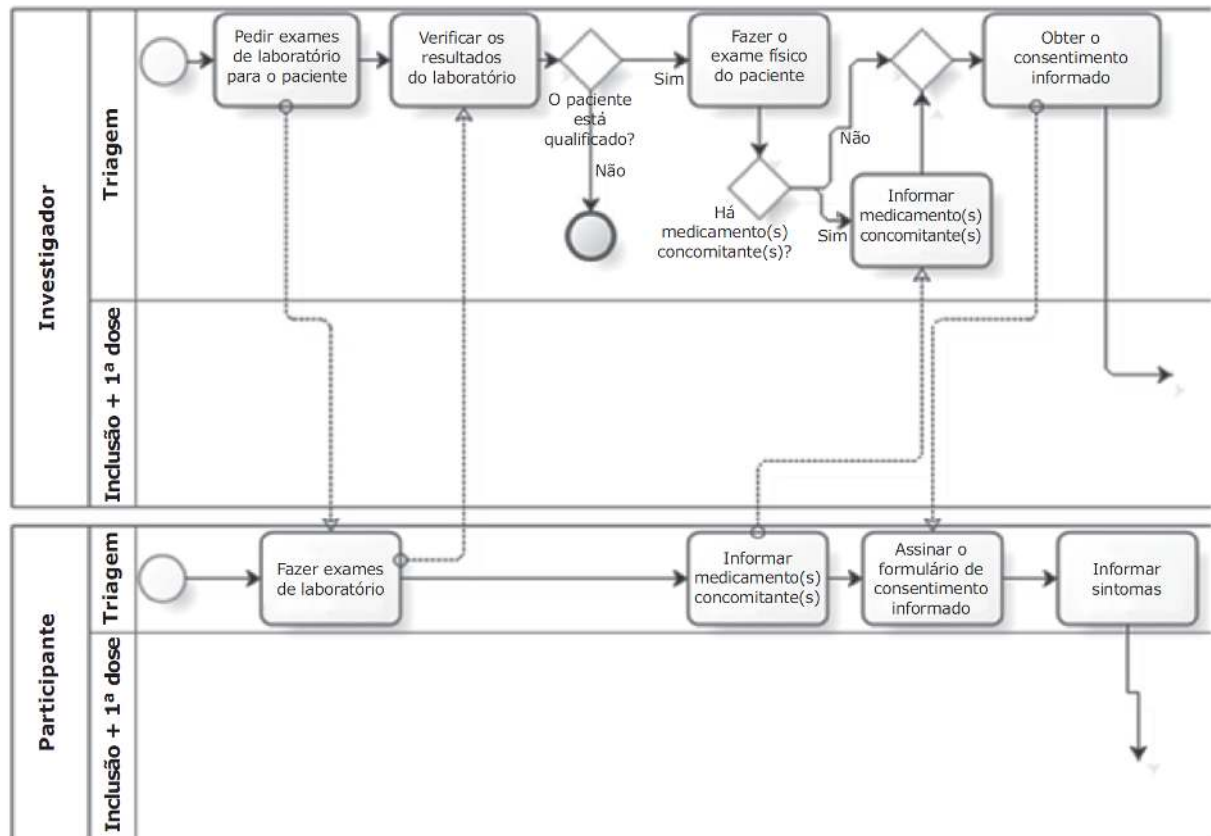 Investigador
Triagem
Pedir exames
de laboratório
para o paciente
Verificar os
resultados
do laboratório
O paciente
está
qualificado?
Sim
Não
Fazer o
exame físico
do paciente
Há
medicamento(s)
concomitante(s)?
Não
Sim
Informar
medicamento(s)
concomitante(s)
Obter o
consentimento
informado
Inclusão + 1ª dose
Participante
Triagem
Fazer exames
de laboratório
Informar
medicamento(s)
concomitante(s)
Assinar o
formulário de
consentimento
informado
Informar
sintomas
Inclusão + 1ª dose